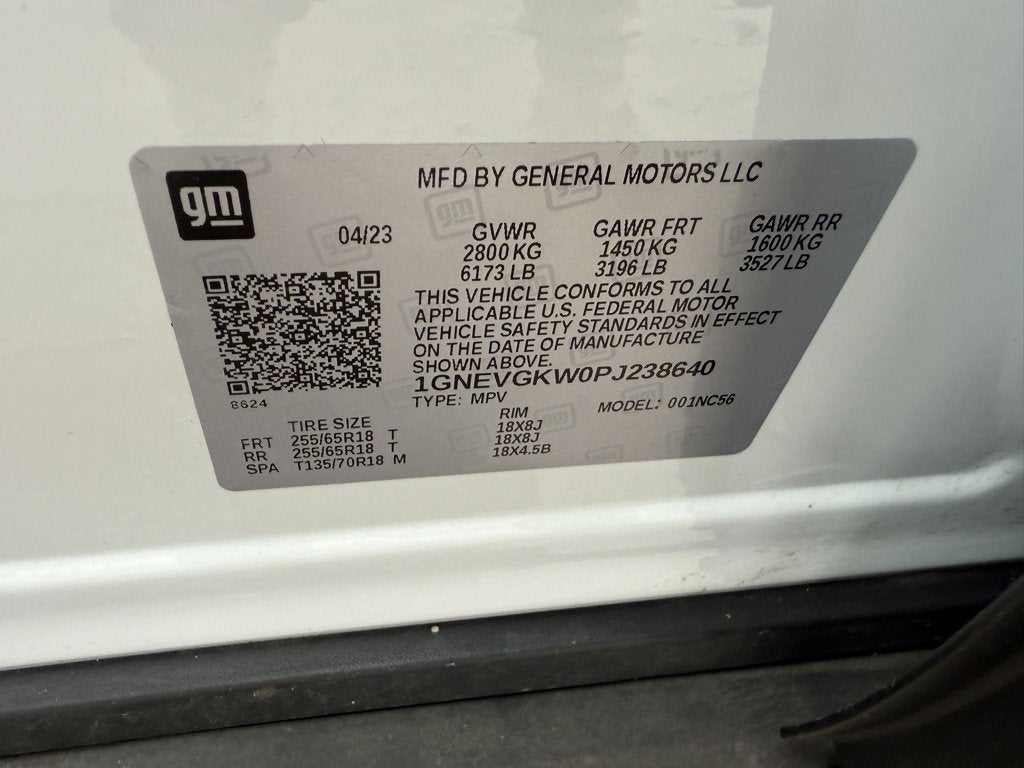 gm
MFD BY GENERAL MOTORS LLC
04/23
GVWR GAWR FRT GAWR RR
2800 KG 1450 KG 1600 KG
6173 LB 3196 LB 3527 LB
THIS VEHICLE CONFORMS TO ALL
APPLICABLE U.S. FEDERAL MOTOR
VEHICLE SAFETY STANDARDS IN EFFECT
ON THE DATE OF MANUFACTURE
SHOWN ABOVE.
1GNEVGKW0PJ238640
TYPE: MPV MODEL: 001NC56
8624
TIRE SIZE RIM
FRT 255/65R18 T 18X8J
RR 255/65R18 T 18X8J
SPA T135/70R18 M 18X4.5B